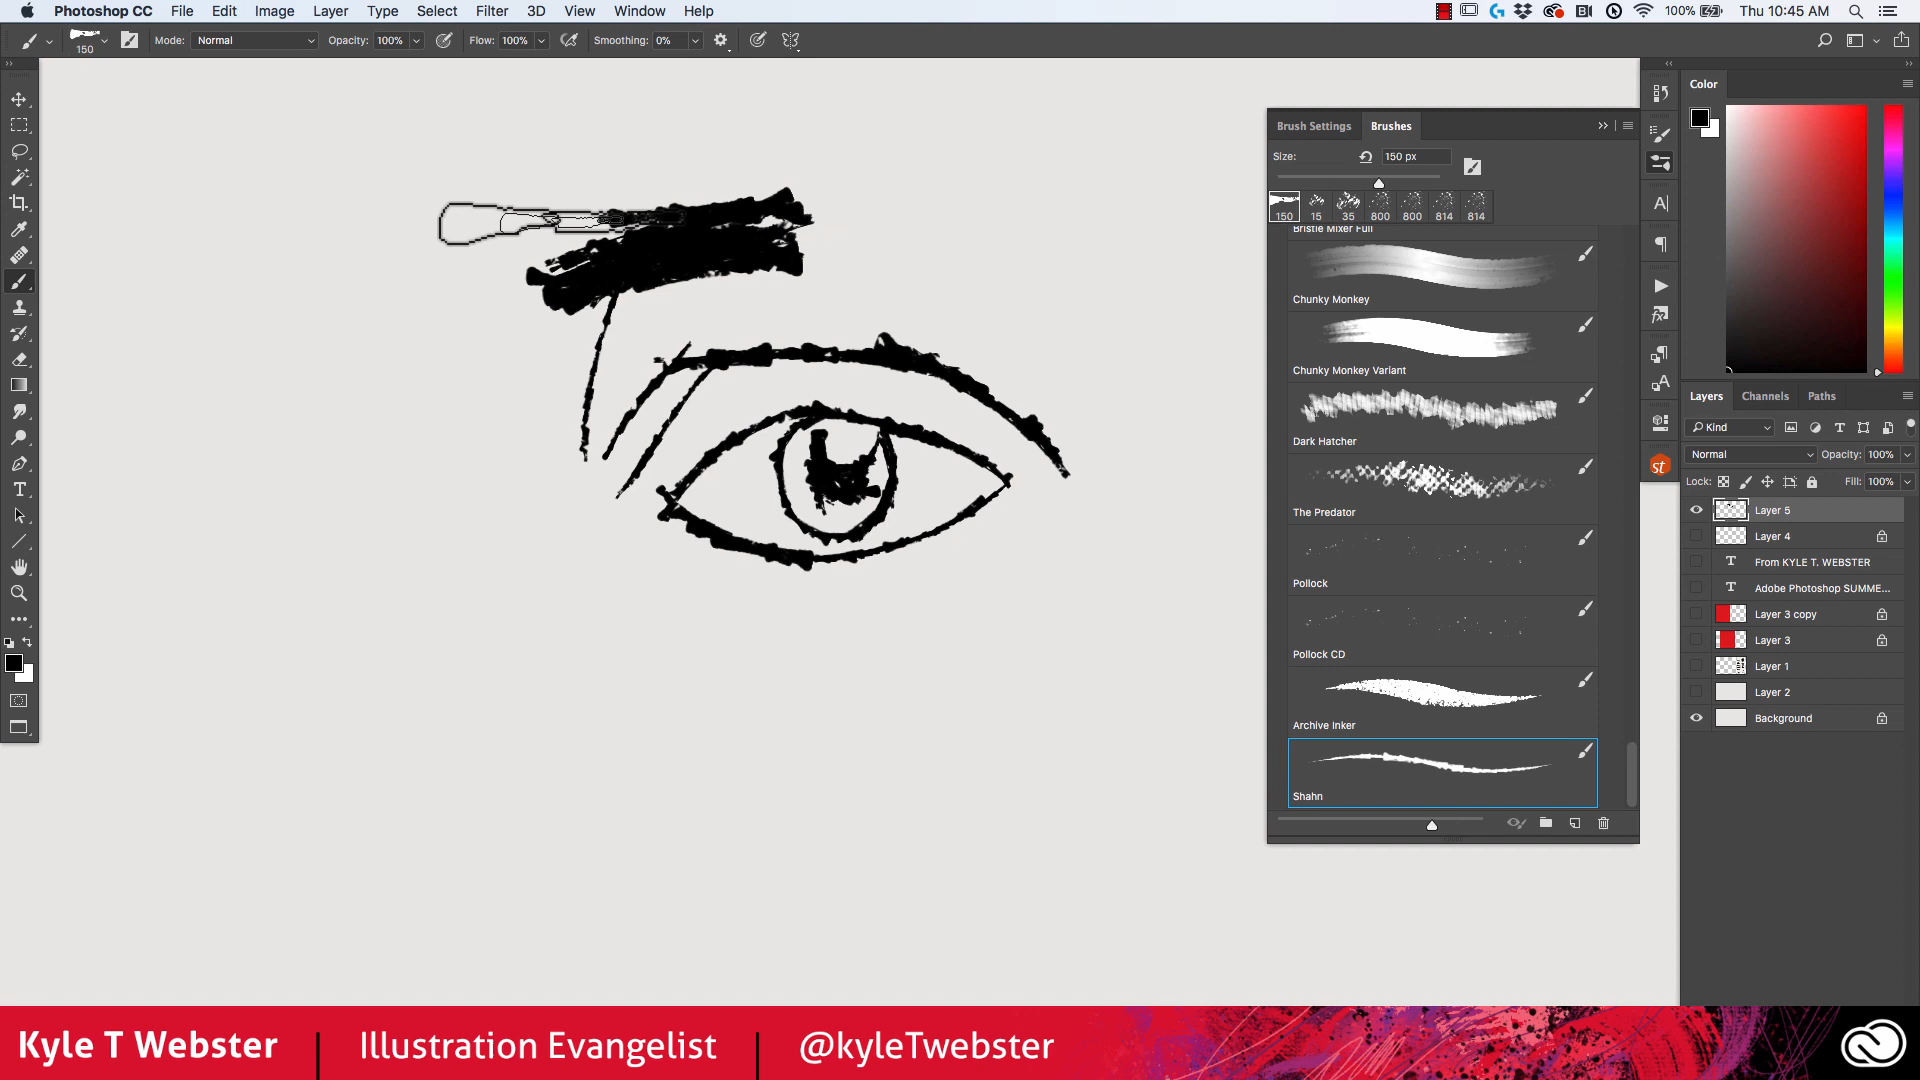 Photoshop CC File Edit Image Layer Type Select Filter 3D View Window Help 100% Thu 10:45 AM
150 Mode: Normal Opacity: 100% Flow: 100% Smoothing: 0%
Brush Settings Brushes
Size: 150 px
150 15 35 800 800 814 814
Bristle Mixer Full
Chunky Monkey
Chunky Monkey Variant
Dark Hatcher
The Predator
Pollock
Pollock CD
Archive Inker
Shahn
Color
Layers Channels Paths
Kind
Normal Opacity: 100%
Lock: Fill: 100%
Layer 5
Layer 4
From KYLE T. WEBSTER
Adobe Photoshop SUMME...
Layer 3 copy
Layer 3
Layer 1
Layer 2
Background
st
Kyle T Webster | Illustration Evangelist | @kyleTwebster